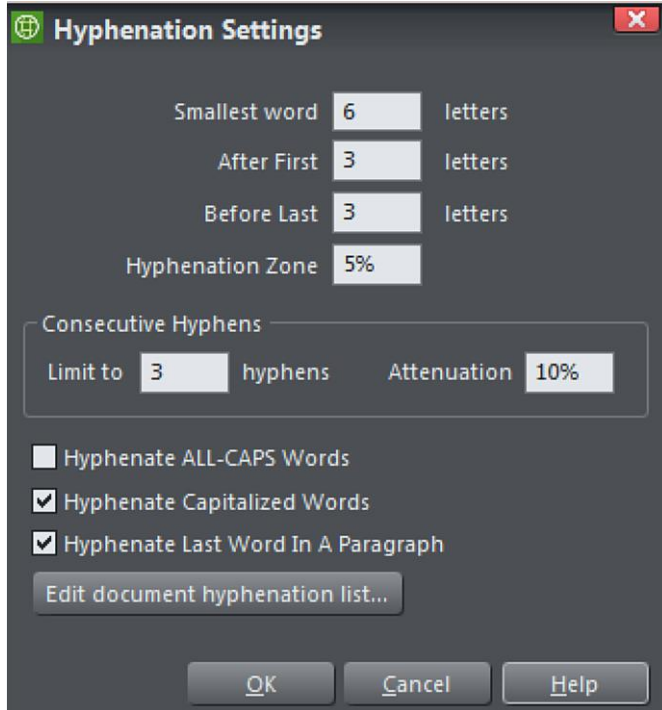 Hyphenation Settings
Smallest word 6 letters
After First 3 letters
Before Last 3 letters
Hyphenation Zone 5%
Consecutive Hyphens
Limit to 3 hyphens Attenuation 10%
Hyphenate ALL-CAPS Words
Hyphenate Capitalized Words
Hyphenate Last Word In A Paragraph
Edit document hyphenation list...
OK Cancel Help